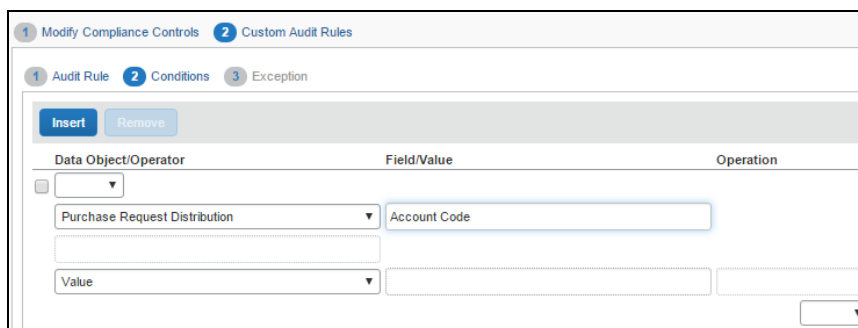 1 Modify Compliance Controls 2 Custom Audit Rules
1 Audit Rule 2 Conditions 3 Exception
Insert Remove
Data Object/Operator Field/Value Operation
Purchase Request Distribution Account Code
Value